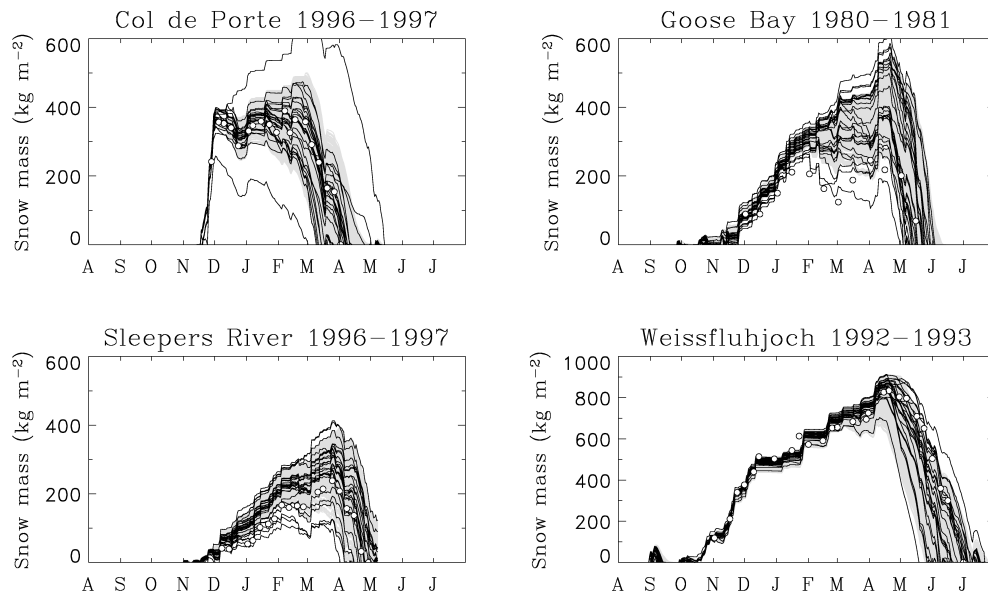 Col de Porte 1996−1997
Snow mass (kg m⁻²)
600
400
200
0
A S O N D J F M A M J J
Goose Bay 1980−1981
Snow mass (kg m⁻²)
600
400
200
0
A S O N D J F M A M J J
Sleepers River 1996−1997
Snow mass (kg m⁻²)
600
400
200
0
A S O N D J F M A M J J
Weissfluhjoch 1992−1993
Snow mass (kg m⁻²)
1000
800
600
400
200
0
A S O N D J F M A M J J